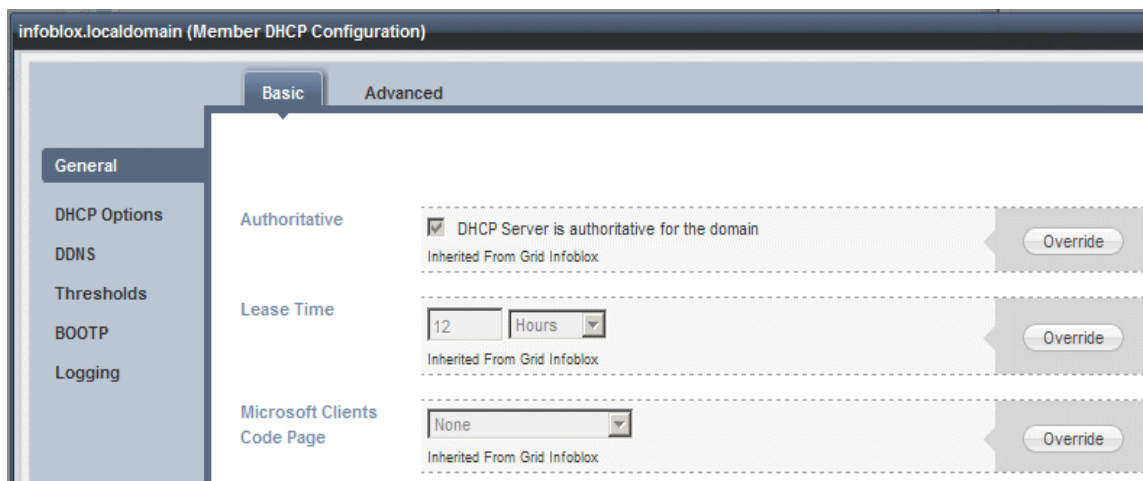 infoblox.localdomain (Member DHCP Configuration)
Basic Advanced
General
DHCP Options
DDNS
Thresholds
BOOTP
Logging
Authoritative
DHCP Server is authoritative for the domain
Inherited From Grid Infoblox
Override
Lease Time
12 Hours
Inherited From Grid Infoblox
Override
Microsoft Clients
Code Page
None
Inherited From Grid Infoblox
Override